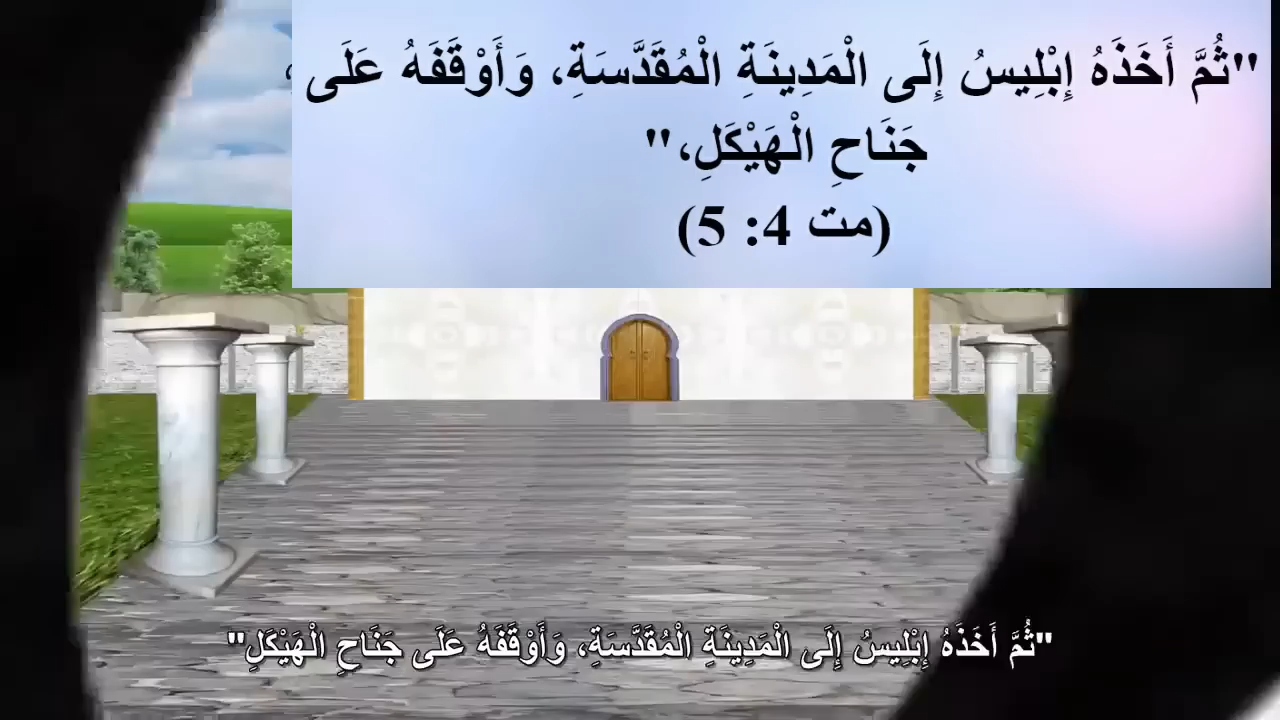 "ثُمَّ أَخَذَهُ إِبْلِيسُ إِلَى الْمَدِينَةِ الْمُقَدَّسَةِ، وَأَوْقَفَهُ عَلَى
جَنَاحِ الْهَيْكَلِ،"
(مت 4: 5)
"ثُمَّ أَخَذَهُ إِبْلِيسُ إِلَى الْمَدِينَةِ الْمُقَدَّسَةِ، وَأَوْقَفَهُ عَلَى جَنَاحِ الْهَيْكَلِ"